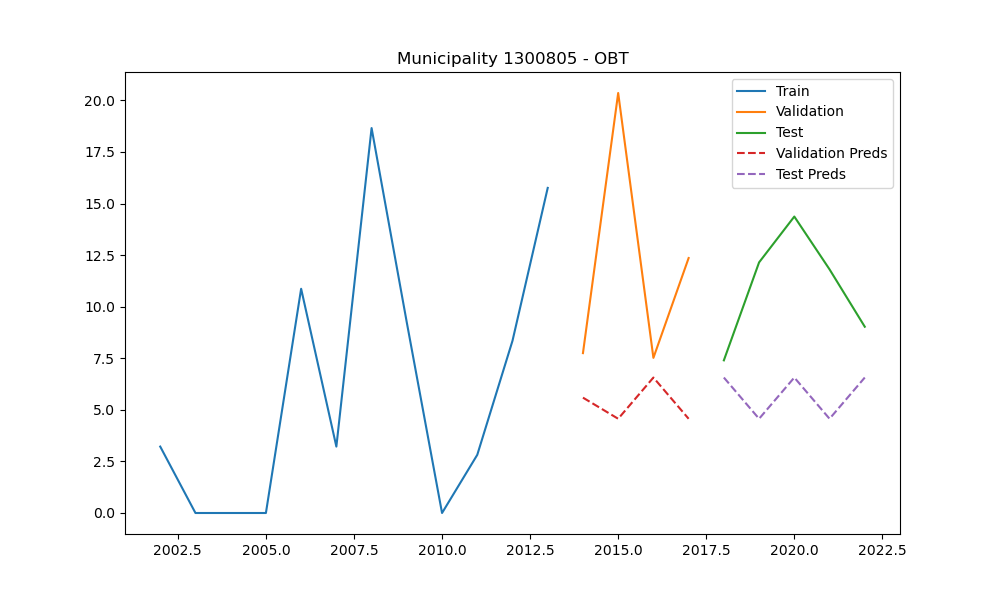 Municipality 1300805 - OBT
Train
Validation
Test
Validation Preds
Test Preds
20.0
17.5
15.0
12.5
10.0
7.5
5.0
2.5
0.0
2002.5 2005.0 2007.5 2010.0 2012.5 2015.0 2017.5 2020.0 2022.5